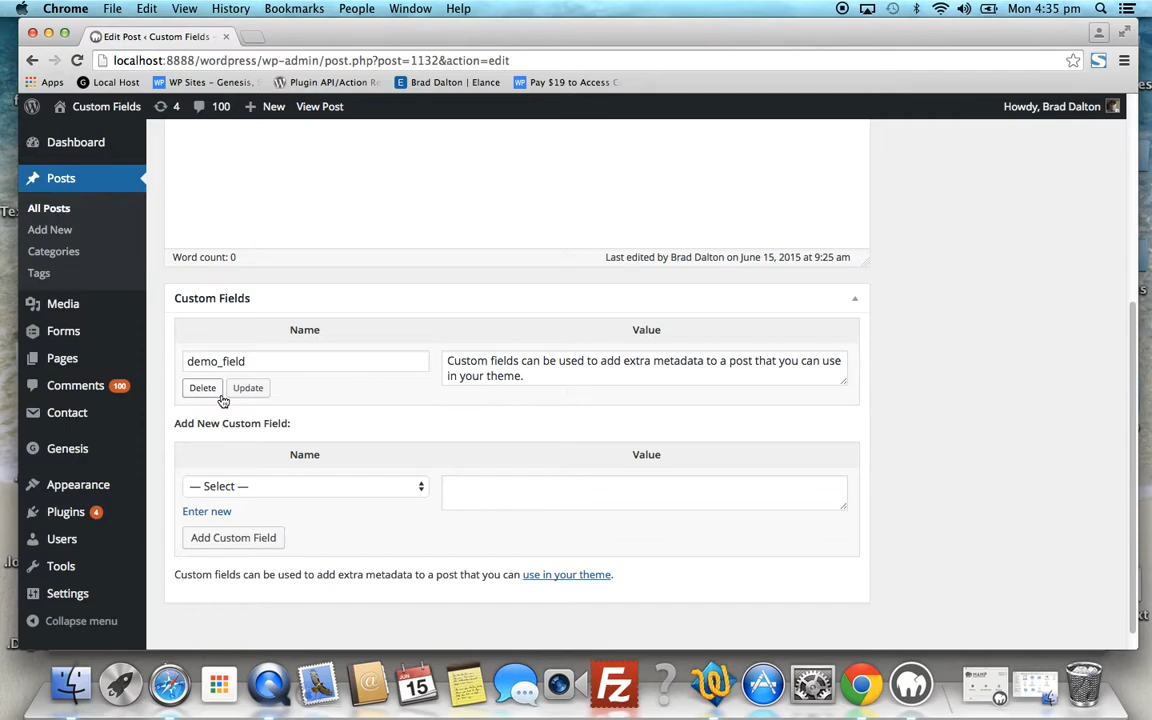 Chrome File Edit View History Bookmarks People Window Help Mon 4:35 pm
Edit Post ‹ Custom Fields -
localhost:8888/wordpress/wp-admin/post.php?post=1132&action=edit
Apps Local Host WP Sites - Genesis, Plugin API/Action Re Brad Dalton | Elance Pay $19 to Access C
Custom Fields 4 100 New View Post Howdy, Brad Dalton
Dashboard
Posts
All Posts
Add New
Categories
Tags
Media
Forms
Pages
Comments 100
Contact
Genesis
Appearance
Plugins 4
Users
Tools
Settings
Collapse menu
Word count: 0 Last edited by Brad Dalton on June 15, 2015 at 9:25 am
Custom Fields
Name Value
demo_field
Custom fields can be used to add extra metadata to a post that you can use
in your theme.
Delete Update
Add New Custom Field:
Name Value
— Select —
Enter new
Add Custom Field
Custom fields can be used to add extra metadata to a post that you can use in your theme.
JUN
15
Fz
?